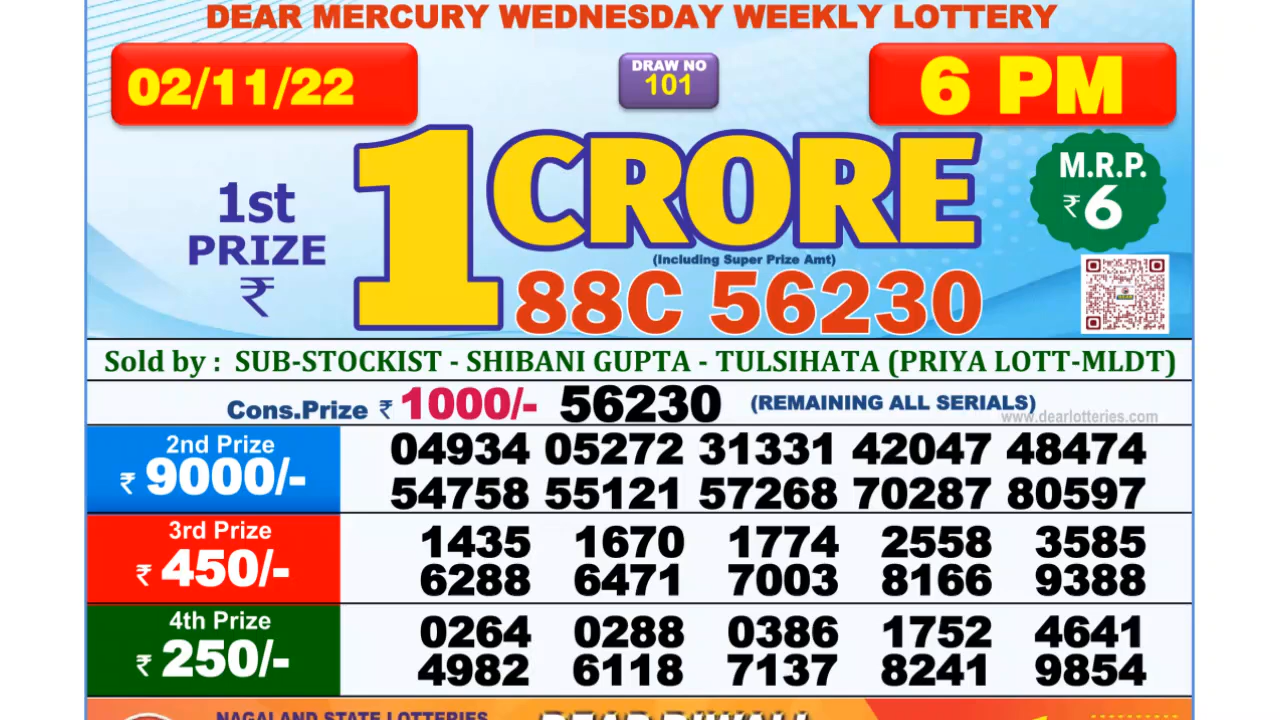 DEAR MERCURY WEDNESDAY WEEKLY LOTTERY
02/11/22
DRAW NO
101
6 PM
1st
PRIZE
₹
1 CRORE
(Including Super Prize Amt)
88C 56230
M.R.P.
₹ 6
Sold by : SUB-STOCKIST - SHIBANI GUPTA - TULSIHATA (PRIYA LOTT-MLDT)
Cons.Prize ₹ 1000/- 56230 (REMAINING ALL SERIALS)
www.dearlotteries.com
2nd Prize
₹ 9000/-
04934 05272 31331 42047 48474
54758 55121 57268 70287 80597
3rd Prize
₹ 450/-
1435 1670 1774 2558 3585
6288 6471 7003 8166 9388
4th Prize
₹ 250/-
0264 0288 0386 1752 4641
4982 6118 7137 8241 9854
NAGALAND STATE LOTTERIES
DEAR DIWALI